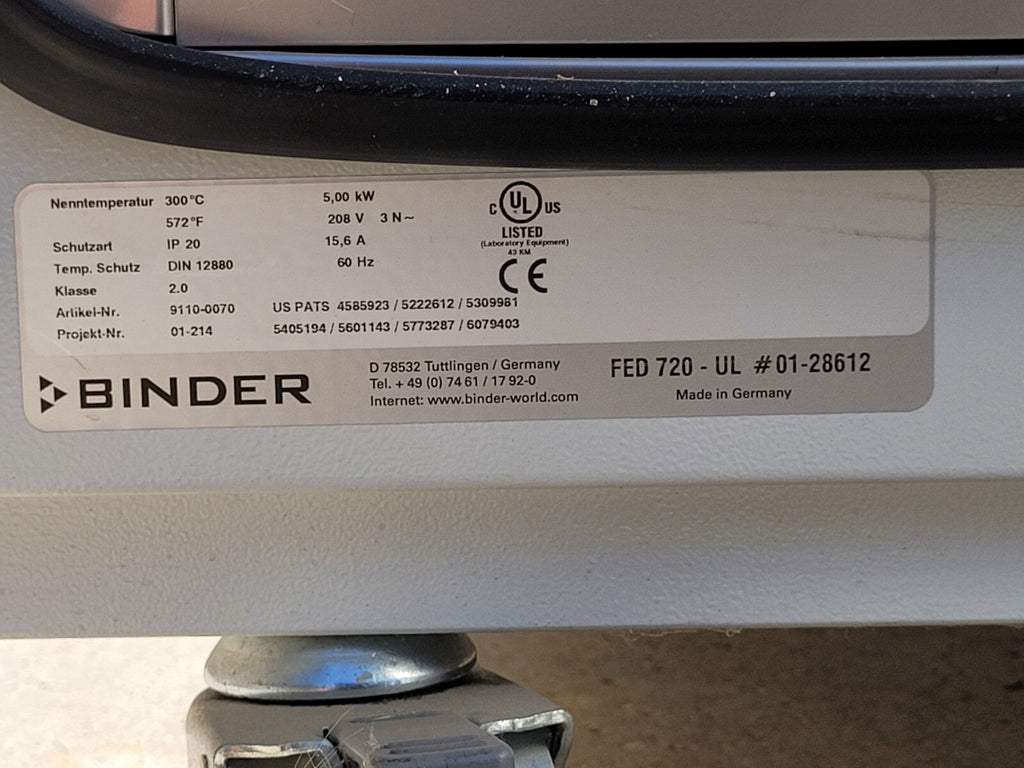 Nenntemperatur 300°C 5,00 kW
572°F 208 V 3 N~
Schutzart IP 20 15,6 A
Temp. Schutz DIN 12880 60 Hz
Klasse 2.0
Artikel-Nr. 9110-0070 US PATS 4585923 / 5222612 / 5309981
Projekt-Nr. 01-214 5405194 / 5601143 / 5773287 / 6079403
C UL US
LISTED
(Laboratory Equipment)
43 KM
CE
BINDER
D 78532 Tuttlingen / Germany
Tel. + 49 (0) 74 61 / 17 92-0
Internet: www.binder-world.com
FED 720 - UL # 01-28612
Made in Germany